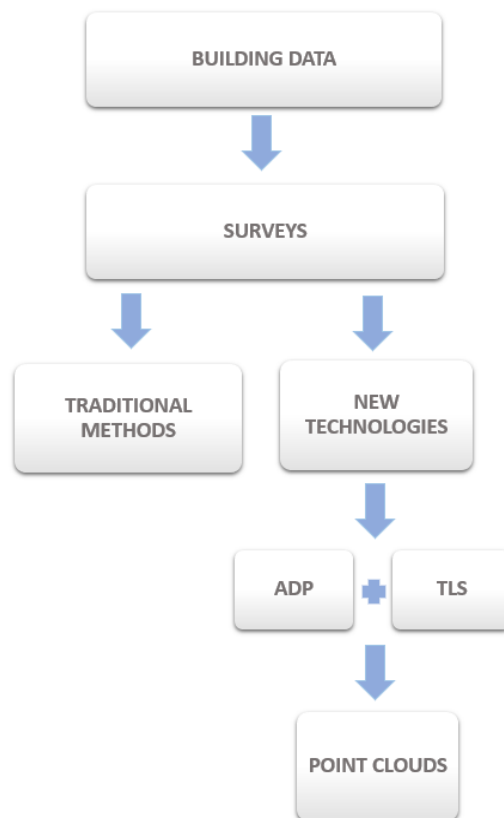 BUILDING DATA
SURVEYS
TRADITIONAL
METHODS
NEW
TECHNOLOGIES
ADP
TLS
POINT CLOUDS